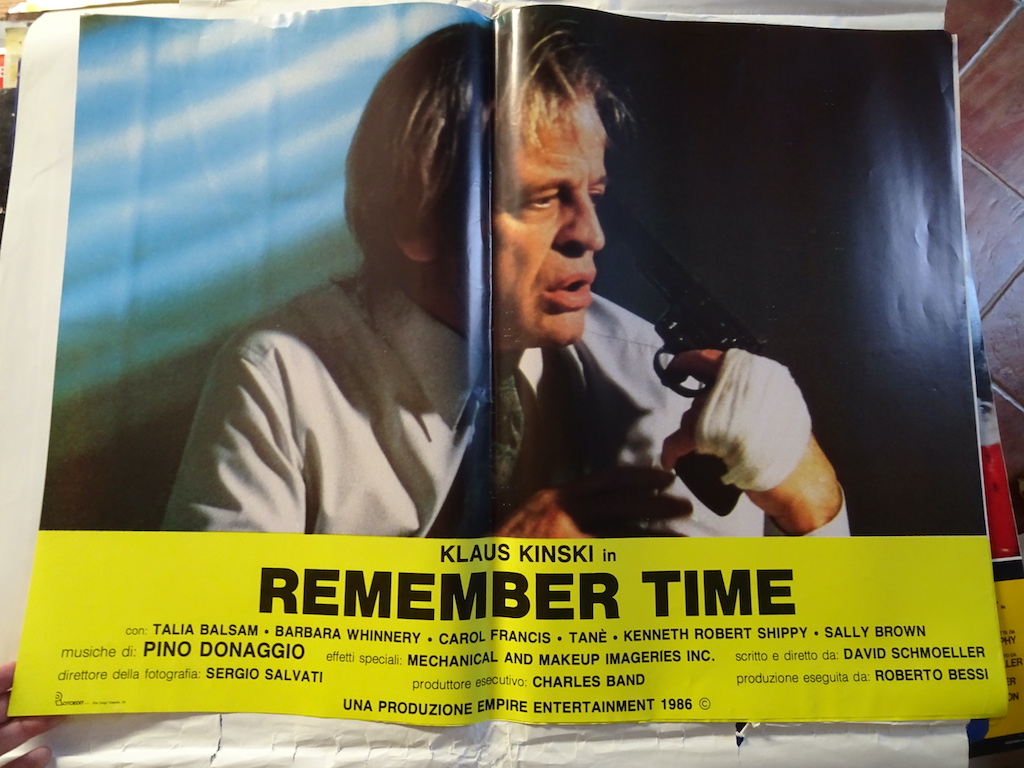 KLAUS KINSKI in
REMEMBER TIME
con: TALIA BALSAM • BARBARA WHINNERY • CAROL FRANCIS • TANÈ • KENNETH ROBERT SHIPPY • SALLY BROWN
musiche di: PINO DONAGGIO effetti speciali: MECHANICAL AND MAKEUP IMAGERIES INC. scritto e diretto da: DAVID SCHMOELLER
direttore della fotografia: SERGIO SALVATI produttore esecutivo: CHARLES BAND produzione eseguita da: ROBERTO BESSI
UNA PRODUZIONE EMPIRE ENTERTAINMENT 1986 ©